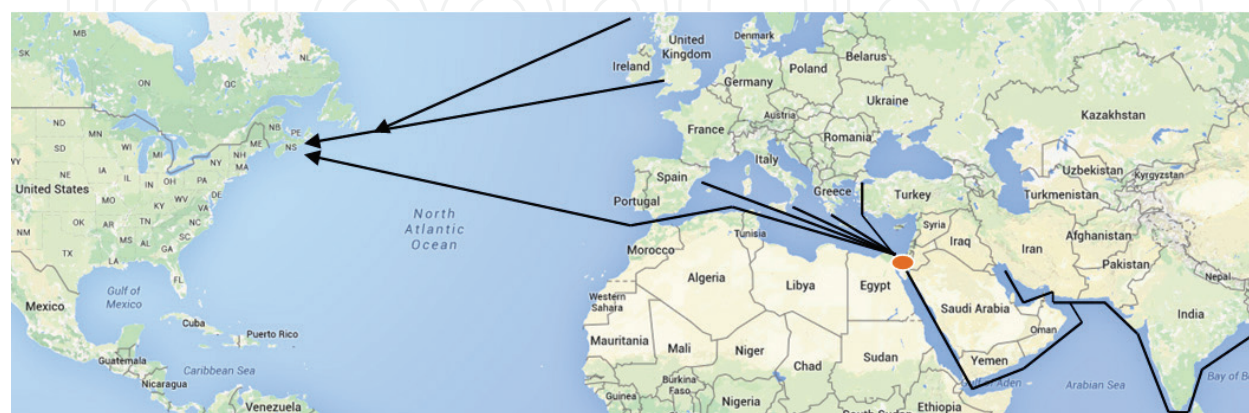 MB
NL
SK
ON
QC
ND
MN
NB
PE
NS
ME
SD
WI
MI
NY
NH
MA
WY
IA
NE
IL
IN
OH
PA
United States
KS
MO
KY
WV
VA
DE
OK
AR
TN
NC
NM
MS
AL
SC
GA
TX
LA
FL
Gulf of
Mexico
Mexico
Cuba
Puerto Rico
Guatemala
Caribbean Sea
Nicaragua
Venezuela
North
Atlantic
Ocean
United
Kingdom
Ireland
Denmark
Poland
Belarus
Germany
Ukraine
Austria
France
Romania
Italy
Spain
Portugal
Greece
Turkey
Kazakhstan
Uzbekistan
Kyrgyzstan
Turkmenistan
Syria
Iraq
Iran
Afghanistan
Pakistan
Nepal
India
Tunisia
Morocco
Algeria
Libya
Egypt
Saudi Arabia
Oman
Yemen
Western
Sahara
Mauritania
Mali
Niger
Chad
Sudan
Burkina
Faso
Guinea
Nigeria
Ethiopia
Gulf of Aden
Arabian Sea